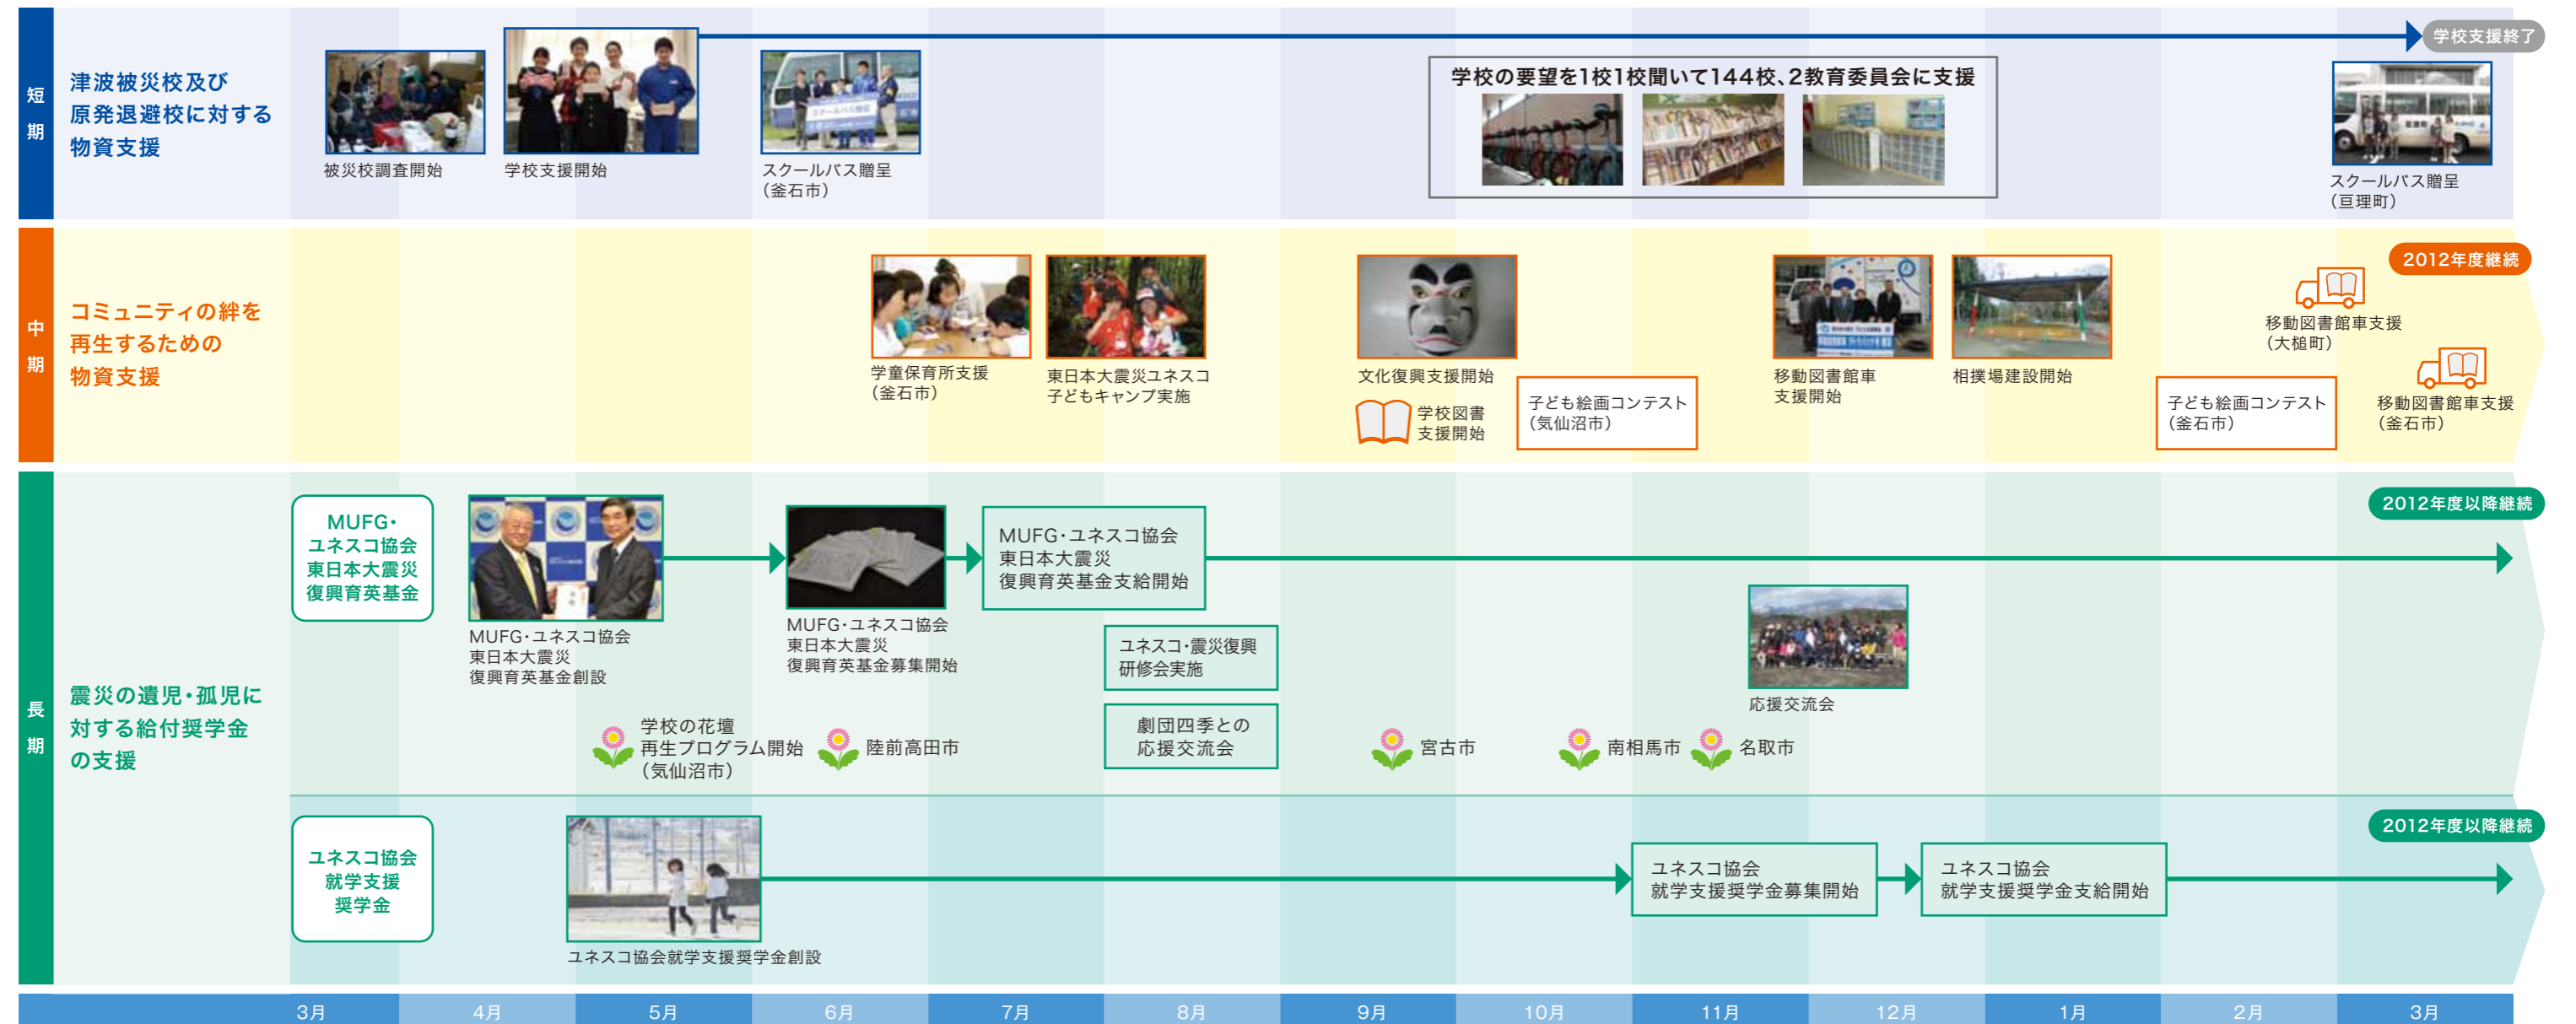 短期
津波被災校及び
原発退避校に対する
物資支援
被災校調査開始
学校支援開始
スクールバス贈呈
（釜石市）
学校の要望を1校1校聞いて144校、2教育委員会に支援
学校支援終了
スクールバス贈呈
（亘理町）
中期
コミュニティの絆を
再生するための
物資支援
学童保育所支援
（釜石市）
東日本大震災ユネスコ
子どもキャンプ実施
文化復興支援開始
学校図書
支援開始
子ども絵画コンテスト
（気仙沼市）
移動図書館車
支援開始
相撲場建設開始
子ども絵画コンテスト
（釜石市）
2012年度継続
移動図書館車支援
（大槌町）
移動図書館車支援
（釜石市）
長期
震災の遺児・孤児に
対する給付奨学金
の支援
MUFG・
ユネスコ協会
東日本大震災
復興育英基金
MUFG・ユネスコ協会
東日本大震災
復興育英基金創設
MUFG・ユネスコ協会
東日本大震災
復興育英基金募集開始
MUFG・ユネスコ協会
東日本大震災
復興育英基金支給開始
2012年度以降継続
ユネスコ・震災復興
研修会実施
劇団四季との
応援交流会
応援交流会
学校の花壇
再生プログラム開始
（気仙沼市）
陸前高田市
宮古市
南相馬市
名取市
ユネスコ協会
就学支援
奨学金
ユネスコ協会就学支援奨学金創設
ユネスコ協会
就学支援奨学金募集開始
ユネスコ協会
就学支援奨学金支給開始
2012年度以降継続
3月
4月
5月
6月
7月
8月
9月
10月
11月
12月
1月
2月
3月